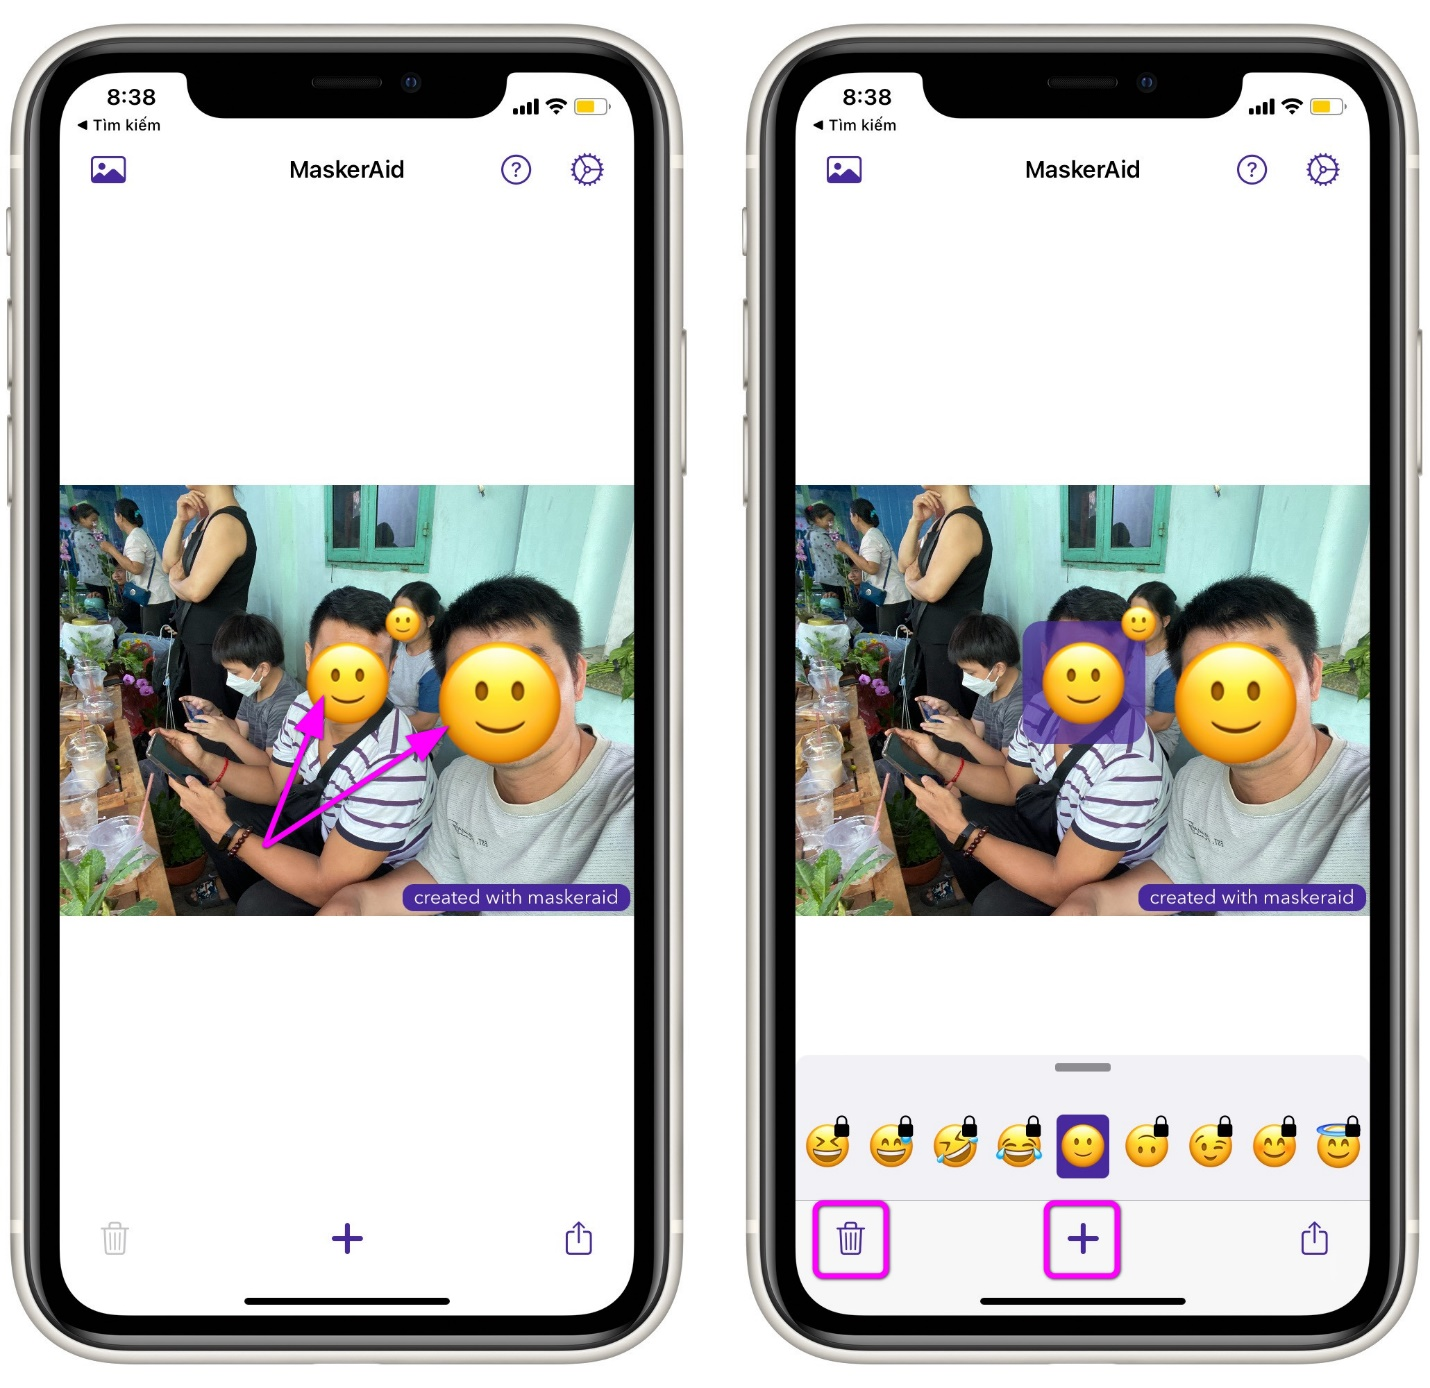 8:38
◀ Tìm kiếm
MaskerAid
?
created with maskeraid
8:38
◀ Tìm kiếm
MaskerAid
?
created with maskeraid